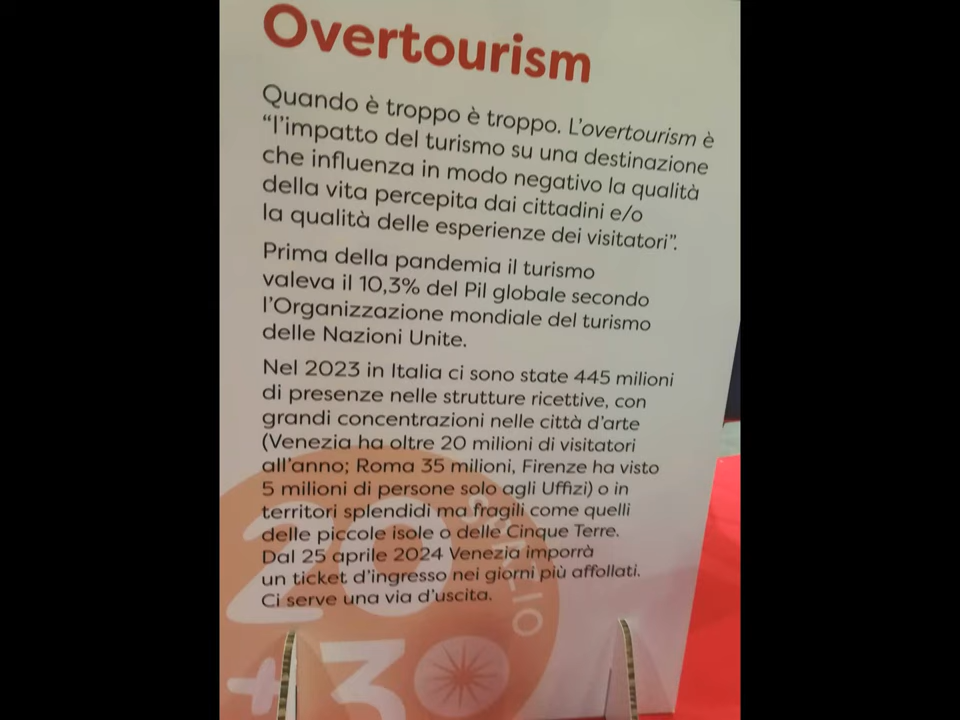 Overtourism
Quando è troppo è troppo. L'overtourism è
“l'impatto del turismo su una destinazione
che influenza in modo negativo la qualità
della vita percepita dai cittadini e/o
la qualità delle esperienze dei visitatori”.
Prima della pandemia il turismo
valeva il 10,3% del Pil globale secondo
l'Organizzazione mondiale del turismo
delle Nazioni Unite.
Nel 2023 in Italia ci sono state 445 milioni
di presenze nelle strutture ricettive, con
grandi concentrazioni nelle città d'arte
(Venezia ha oltre 20 milioni di visitatori
all'anno; Roma 35 milioni, Firenze ha visto
5 milioni di persone solo agli Uffizi) o in
territori splendidi ma fragili come quelli
delle piccole isole o delle Cinque Terre.
Dal 25 aprile 2024 Venezia imporrà
un ticket d'ingresso nei giorni più affollati.
Ci serve una via d'uscita.
20
+30